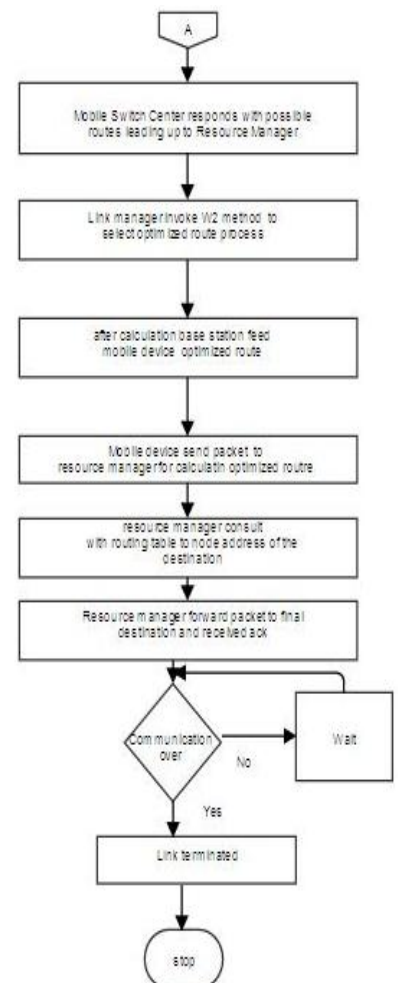 A
Mobile Switch Center responds with possible
routes leading up to Resource Manager
Link manager invoke W2 method to
select optimized route process
after calculation base station feed
mobile device optimized route
Mobile device send packet to
resource manager for calculatin optimized routre
resource manager consult
with routing table to node address of the
destination
Resource manager forward packet to final
destination and received ack
Communication
over
No
Wait
Yes
Link terminated
stop